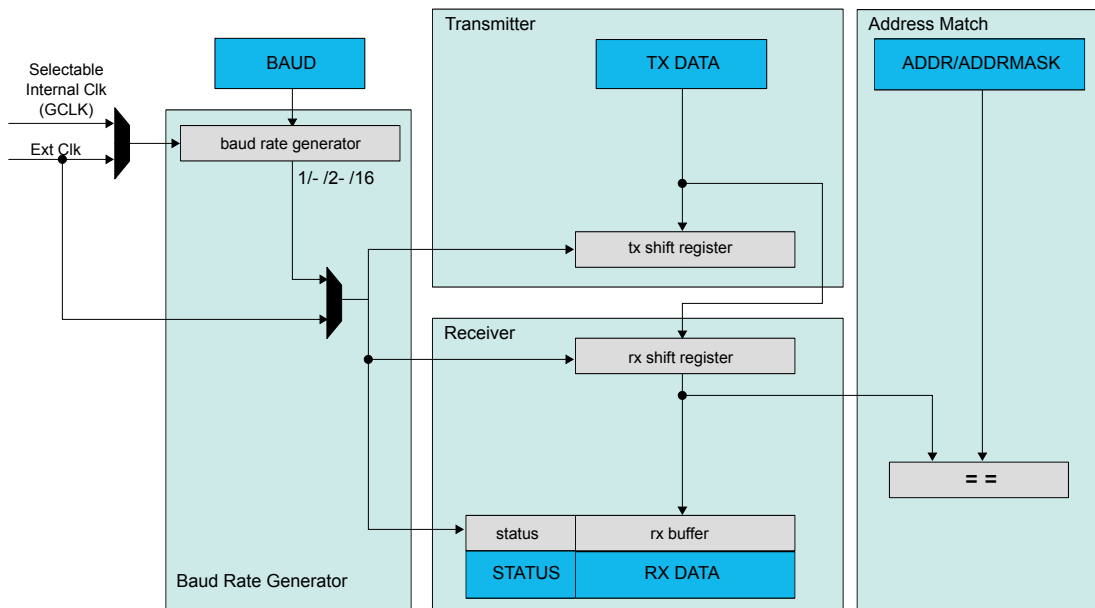 Transmitter
Address Match
BAUD
TX DATA
ADDR/ADDRMASK
Selectable
Internal Clk
(GCLK)
baud rate generator
Ext Clk
1/- /2- /16
tx shift register
Receiver
rx shift register
= =
status
rx buffer
STATUS
RX DATA
Baud Rate Generator